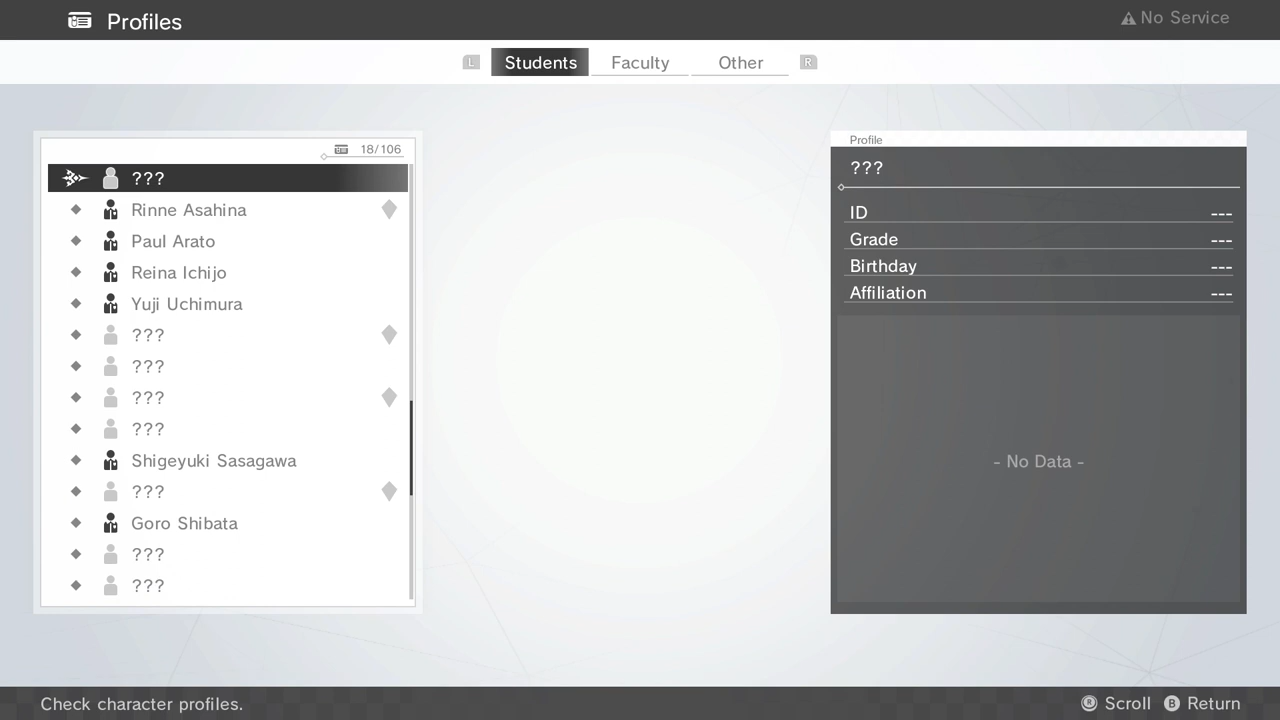 Profiles
No Service
L
Students
Faculty
Other
R
18/106
???
Rinne Asahina
Paul Arato
Reina Ichijo
Yuji Uchimura
???
???
???
???
Shigeyuki Sasagawa
???
Goro Shibata
???
???
Profile
???
ID ---
Grade ---
Birthday ---
Affiliation ---
- No Data -
Check character profiles.
R Scroll B Return